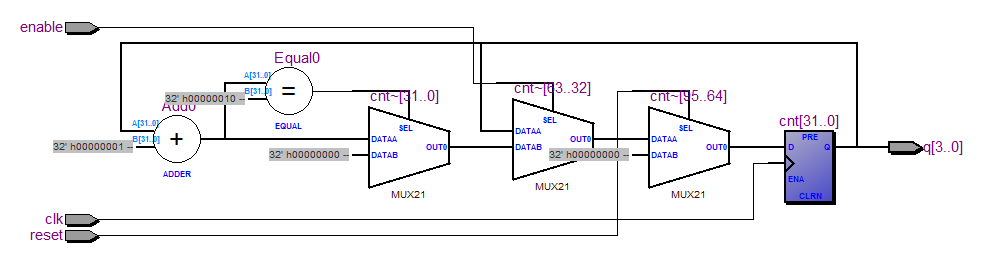 enable
Equal0
A[31..0]
B[31..0]
32' h00000010 --
=
EQUAL
cnt~[31..0]
SEL
DATAA
DATAB
OUT0
MUX21
32' h00000000 --
cnt~[63..32]
SEL
DATAA
DATAB
OUT0
MUX21
32' h00000000 --
cnt~[95..64]
SEL
DATAA
DATAB
OUT0
MUX21
cnt[31..0]
PRE
D
Q
ENA
CLRN
q[3..0]
Add0
A[31..0]
B[31..0]
32' h00000001 --
+
ADDER
clk
reset